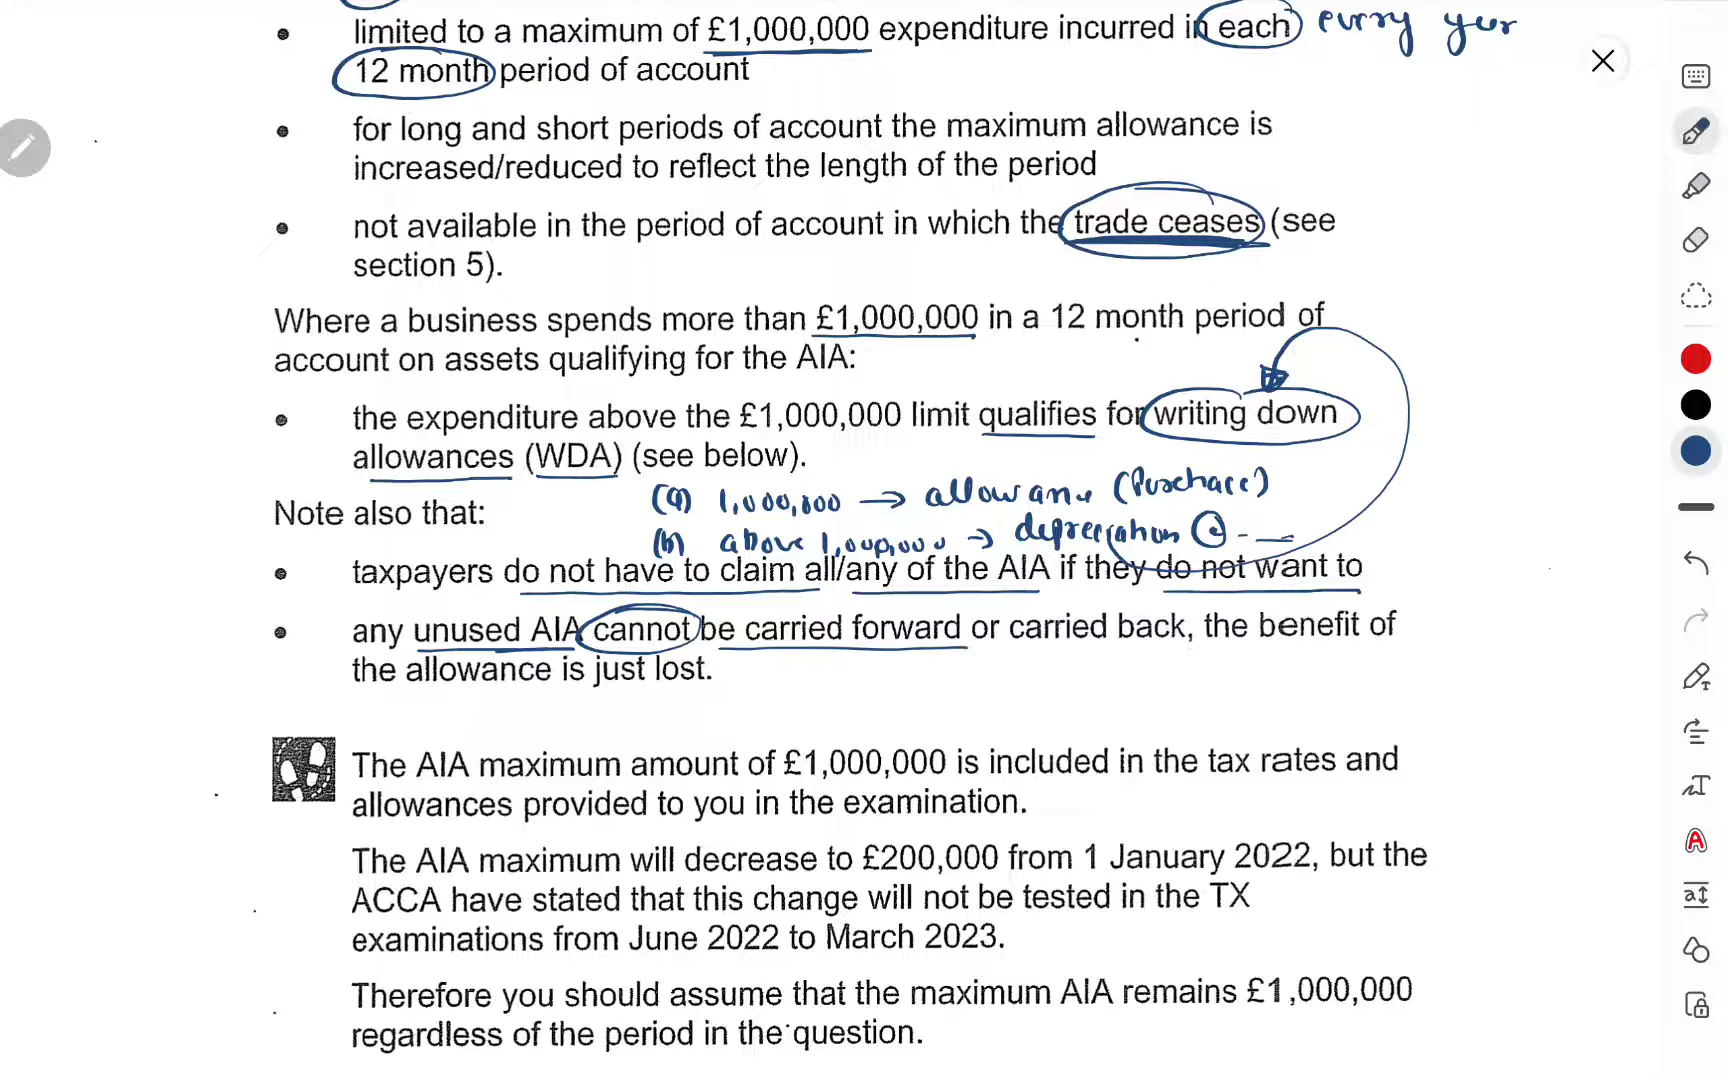 limited to a maximum of £1,000,000 expenditure incurred in each every year
12 month period of account
for long and short periods of account the maximum allowance is
increased/reduced to reflect the length of the period
not available in the period of account in which the trade ceases (see
section 5).
Where a business spends more than £1,000,000 in a 12 month period of
account on assets qualifying for the AIA:
the expenditure above the £1,000,000 limit qualifies for writing down
allowances (WDA) (see below).
(a) 1,000,000 → allowance (Purchase)
Note also that:
(b) above 1,000,000 → depreciation @ - —
taxpayers do not have to claim all/any of the AIA if they do not want to
any unused AIA cannot be carried forward or carried back, the benefit of
the allowance is just lost.
The AIA maximum amount of £1,000,000 is included in the tax rates and
allowances provided to you in the examination.
The AIA maximum will decrease to £200,000 from 1 January 2022, but the
ACCA have stated that this change will not be tested in the TX
examinations from June 2022 to March 2023.
Therefore you should assume that the maximum AIA remains £1,000,000
regardless of the period in the question.